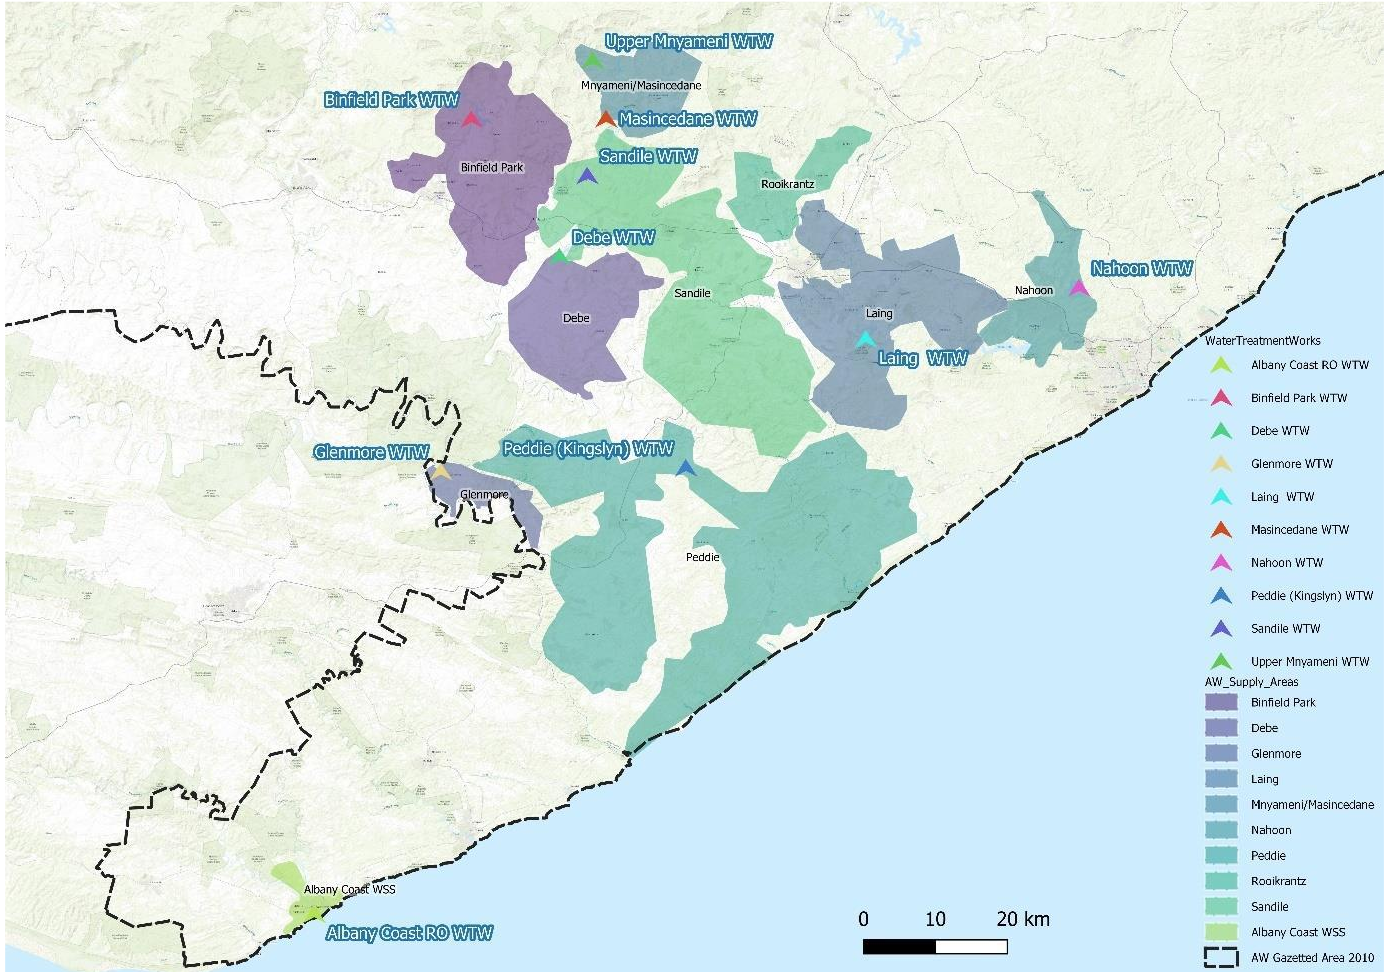 Upper Mnyameni WTW
Mnyameni/Masincedane
Binfield Park WTW
Masincedane WTW
Sandile WTW
Binfield Park
Rooikrantz
Debe WTW
Nahoon WTW
Sandile
Nahoon
Debe
Laing
Laing WTW
Glenmore WTW
Peddie (Kingslyn) WTW
Glenmore
Peddie
Albany Coast WSS
Albany Coast RO WTW
0 10 20 km
WaterTreatmentWorks
Albany Coast RO WTW
Binfield Park WTW
Debe WTW
Glenmore WTW
Laing WTW
Masincedane WTW
Nahoon WTW
Peddie (Kingslyn) WTW
Sandile WTW
Upper Mnyameni WTW
AW_Supply_Areas
Binfield Park
Debe
Glenmore
Laing
Mnyameni/Masincedane
Nahoon
Peddie
Rooikrantz
Sandile
Albany Coast WSS
AW Gazetted Area 2010